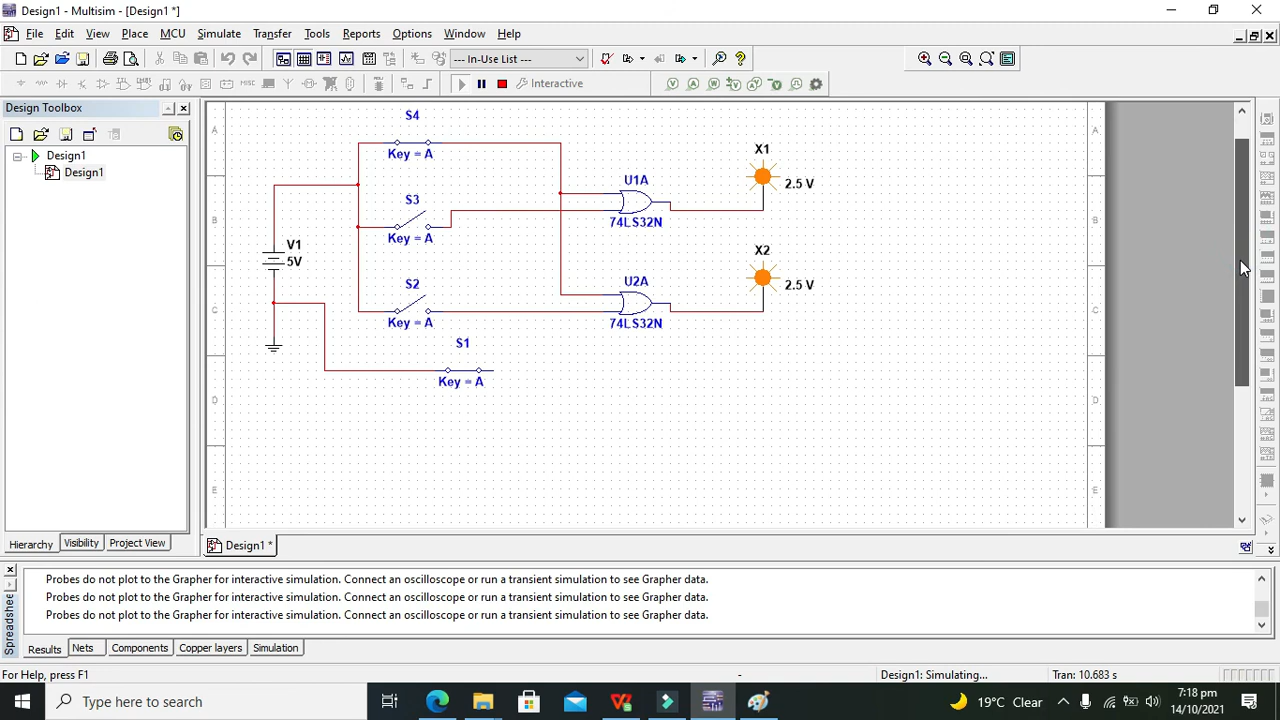 Design1 - Multisim - [Design1 *]
File Edit View Place MCU Simulate Transfer Tools Reports Options Window Help
--- In-Use List ---
Interactive
Design Toolbox
Design1
Design1
Hierarchy Visibility Project View
A
B
C
D
E
A
B
C
D
E
S4
Key = A
S3
Key = A
S2
Key = A
S1
Key = A
V1
5V
U1A
74LS32N
U2A
74LS32N
X1
2.5 V
X2
2.5 V
Design1 *
Spreadsheet
Probes do not plot to the Grapher for interactive simulation. Connect an oscilloscope or run a transient simulation to see Grapher data.
Probes do not plot to the Grapher for interactive simulation. Connect an oscilloscope or run a transient simulation to see Grapher data.
Probes do not plot to the Grapher for interactive simulation. Connect an oscilloscope or run a transient simulation to see Grapher data.
Results Nets Components Copper layers Simulation
For Help, press F1 - Design1: Simulating... Tran: 10.683 s
Type here to search
19°C Clear
7:18 pm
14/10/2021